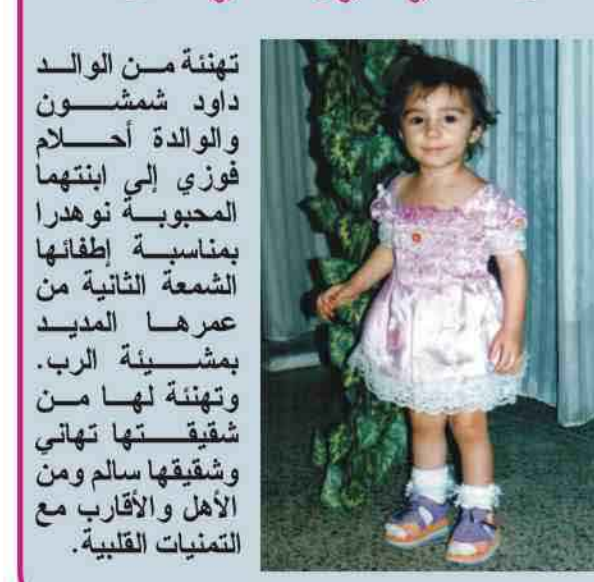 تهنئة من الوالد
داود شمشون
والوالدة أحلام
فوزي إلى ابنتهما
المحبوبة نوهدرا
بمناسبة إطفائها
الشمعة الثانية من
عمرها المديد
بمشيئة الرب.
وتهنئة لها من
شقيقتها تهاني
وشقيقها سالم ومن
الأهل والأقارب مع
التمنيات القلبية.